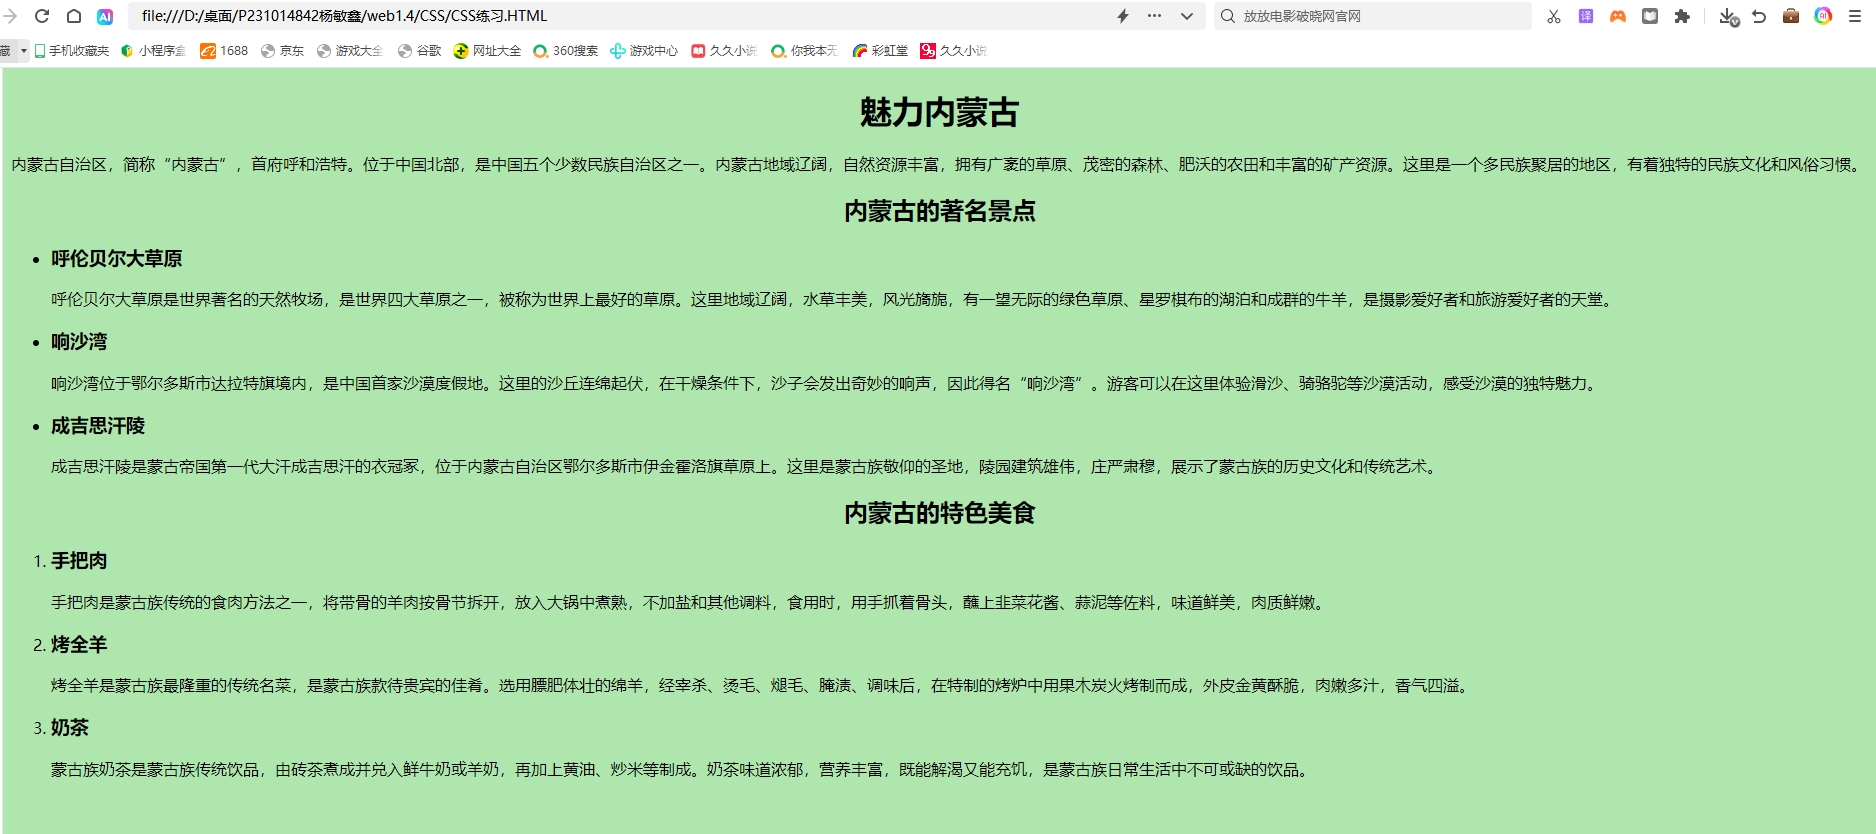 file:///D:/桌面/P231014842杨敏鑫/web1.4/CSS/CSS练习.HTML
放放电影破晓网官网
藏 手机收藏夹 小程序盒 1688 京东 游戏大全 谷歌 网址大全 360搜索 游戏中心 久久小说 你我本无 彩虹堂 久久小说
魅力内蒙古
内蒙古自治区，简称“内蒙古”，首府呼和浩特。位于中国北部，是中国五个少数民族自治区之一。内蒙古地域辽阔，自然资源丰富，拥有广袤的草原、茂密的森林、肥沃的农田和丰富的矿产资源。这里是一个多民族聚居的地区，有着独特的民族文化和风俗习惯。
内蒙古的著名景点
• 呼伦贝尔大草原
呼伦贝尔大草原是世界著名的天然牧场，是世界四大草原之一，被称为世界上最好的草原。这里地域辽阔，水草丰美，风光旖旎，有一望无际的绿色草原、星罗棋布的湖泊和成群的牛羊，是摄影爱好者和旅游爱好者的天堂。
• 响沙湾
响沙湾位于鄂尔多斯市达拉特旗境内，是中国首家沙漠度假地。这里的沙丘连绵起伏，在干燥条件下，沙子会发出奇妙的响声，因此得名“响沙湾”。游客可以在这里体验滑沙、骑骆驼等沙漠活动，感受沙漠的独特魅力。
• 成吉思汗陵
成吉思汗陵是蒙古帝国第一代大汗成吉思汗的衣冠冢，位于内蒙古自治区鄂尔多斯市伊金霍洛旗草原上。这里是蒙古族敬仰的圣地，陵园建筑雄伟，庄严肃穆，展示了蒙古族的历史文化和传统艺术。
内蒙古的特色美食
1. 手把肉
手把肉是蒙古族传统的食肉方法之一，将带骨的羊肉按骨节拆开，放入大锅中煮熟，不加盐和其他调料，食用时，用手抓着骨头，蘸上韭菜花酱、蒜泥等佐料，味道鲜美，肉质鲜嫩。
2. 烤全羊
烤全羊是蒙古族最隆重的传统名菜，是蒙古族款待贵宾的佳肴。选用膘肥体壮的绵羊，经宰杀、烫毛、煺毛、腌渍、调味后，在特制的烤炉中用果木炭火烤制而成，外皮金黄酥脆，肉嫩多汁，香气四溢。
3. 奶茶
蒙古族奶茶是蒙古族传统饮品，由砖茶煮成并兑入鲜牛奶或羊奶，再加上黄油、炒米等制成。奶茶味道浓郁，营养丰富，既能解渴又能充饥，是蒙古族日常生活中不可或缺的饮品。